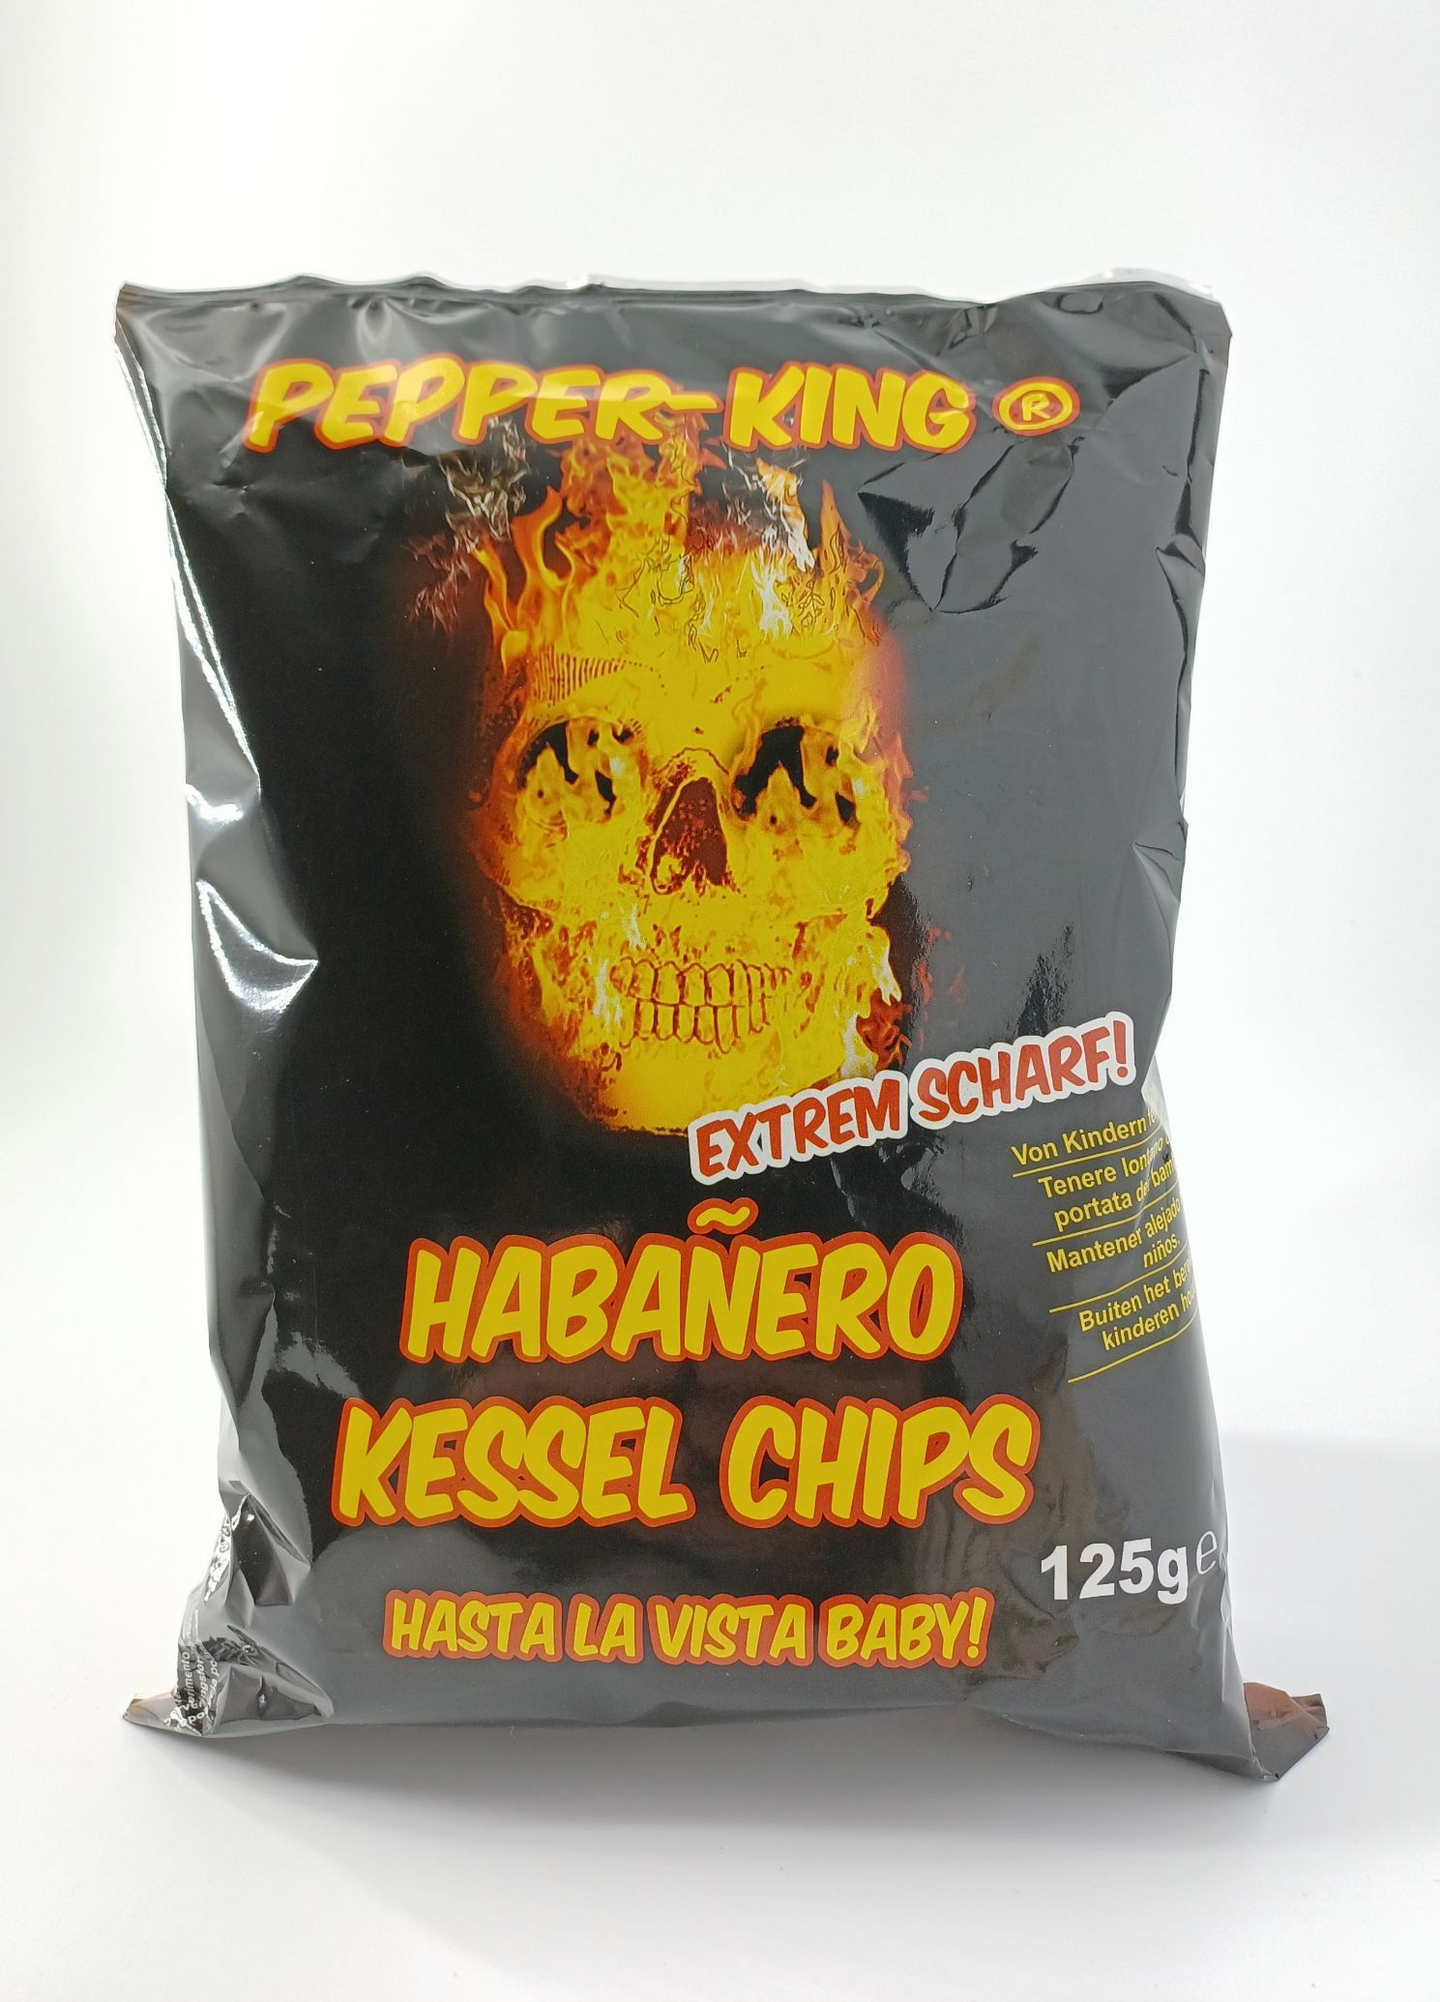 PEPPER-KING ®
EXTREM SCHARF!
Von Kindern
Tenere lontano
portata dei
Mantener alejado
niños.
Buiten het
kinderen
HABAÑERO
KESSEL CHIPS
125g e
HASTA LA VISTA BABY!